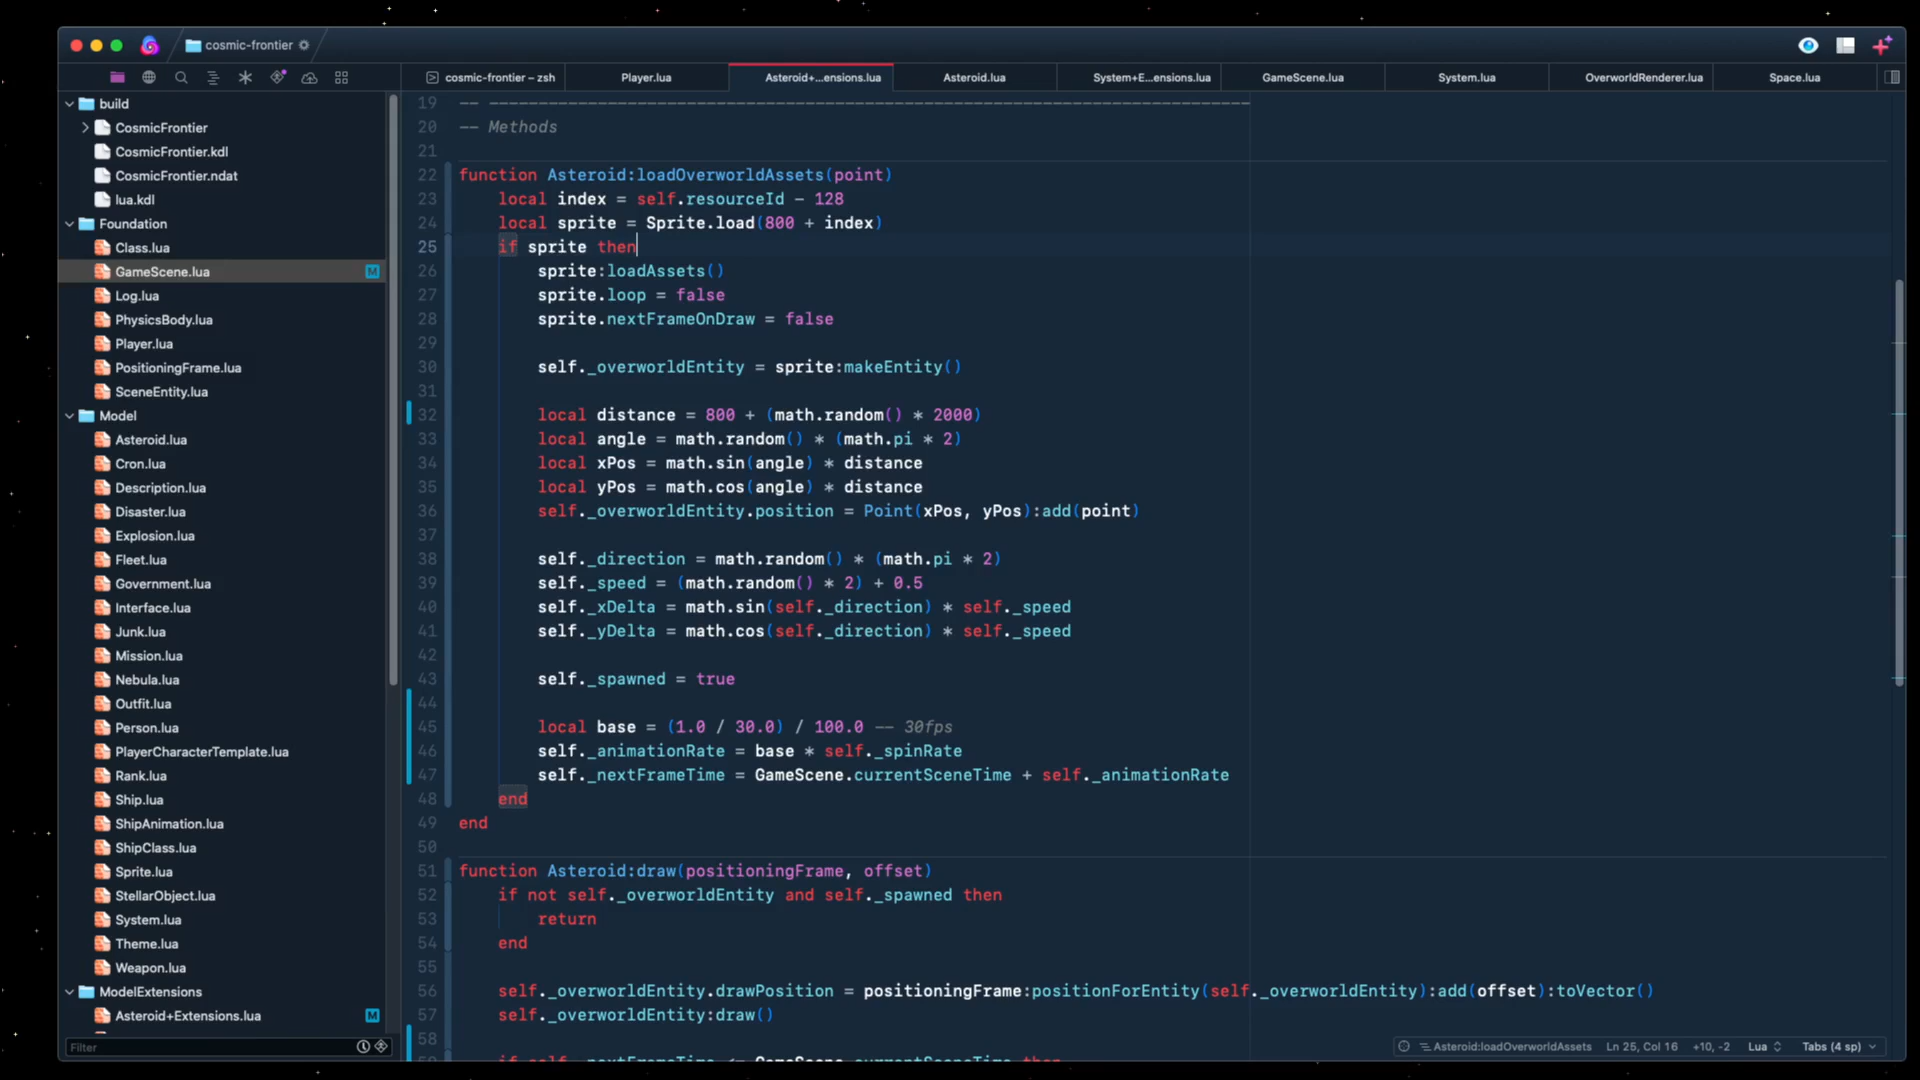 cosmic-frontier
cosmic-frontier – zsh
Player.lua
Asteroid+...ensions.lua
Asteroid.lua
System+E...ensions.lua
GameScene.lua
System.lua
OverworldRenderer.lua
Space.lua
build
CosmicFrontier
CosmicFrontier.kdl
CosmicFrontier.ndat
lua.kdl
Foundation
Class.lua
GameScene.lua M
Log.lua
PhysicsBody.lua
Player.lua
PositioningFrame.lua
SceneEntity.lua
Model
Asteroid.lua
Cron.lua
Description.lua
Disaster.lua
Explosion.lua
Fleet.lua
Government.lua
Interface.lua
Junk.lua
Mission.lua
Nebula.lua
Outfit.lua
Person.lua
PlayerCharacterTemplate.lua
Rank.lua
Ship.lua
ShipAnimation.lua
ShipClass.lua
Sprite.lua
StellarObject.lua
System.lua
Theme.lua
Weapon.lua
ModelExtensions
Asteroid+Extensions.lua M
Filter
19 -- -----------------------------------------------------------------------------
20 -- Methods
21
22 function Asteroid:loadOverworldAssets(point)
23 local index = self.resourceId - 128
24 local sprite = Sprite.load(800 + index)
25 if sprite then
26 sprite:loadAssets()
27 sprite.loop = false
28 sprite.nextFrameOnDraw = false
29
30 self._overworldEntity = sprite:makeEntity()
31
32 local distance = 800 + (math.random() * 2000)
33 local angle = math.random() * (math.pi * 2)
34 local xPos = math.sin(angle) * distance
35 local yPos = math.cos(angle) * distance
36 self._overworldEntity.position = Point(xPos, yPos):add(point)
37
38 self._direction = math.random() * (math.pi * 2)
39 self._speed = (math.random() * 2) + 0.5
40 self._xDelta = math.sin(self._direction) * self._speed
41 self._yDelta = math.cos(self._direction) * self._speed
42
43 self._spawned = true
44
45 local base = (1.0 / 30.0) / 100.0 -- 30fps
46 self._animationRate = base * self._spinRate
47 self._nextFrameTime = GameScene.currentSceneTime + self._animationRate
48 end
49 end
50
51 function Asteroid:draw(positioningFrame, offset)
52 if not self._overworldEntity and self._spawned then
53 return
54 end
55
56 self._overworldEntity.drawPosition = positioningFrame:positionForEntity(self._overworldEntity):add(offset):toVector()
57 self._overworldEntity:draw()
58
59 if self._nextFrameTime <= GameScene.currentSceneTime then
Asteroid:loadOverworldAssets
Ln 25, Col 16
+10, -2
Lua
Tabs (4 sp)